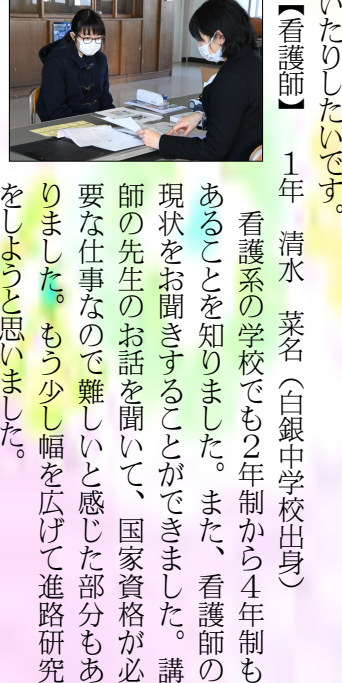 いたりしたいです。
【看護師】　１年　清水　菜名（白銀中学校出身）
看護系の学校でも２年制から４年制も
あることを知りました。また、看護師の
現状をお聞きすることができました。講
師の先生のお話を聞いて、国家資格が必
要な仕事なので難しいと感じた部分もあ
りました。もう少し幅を広げて進路研究
をしようと思いました。